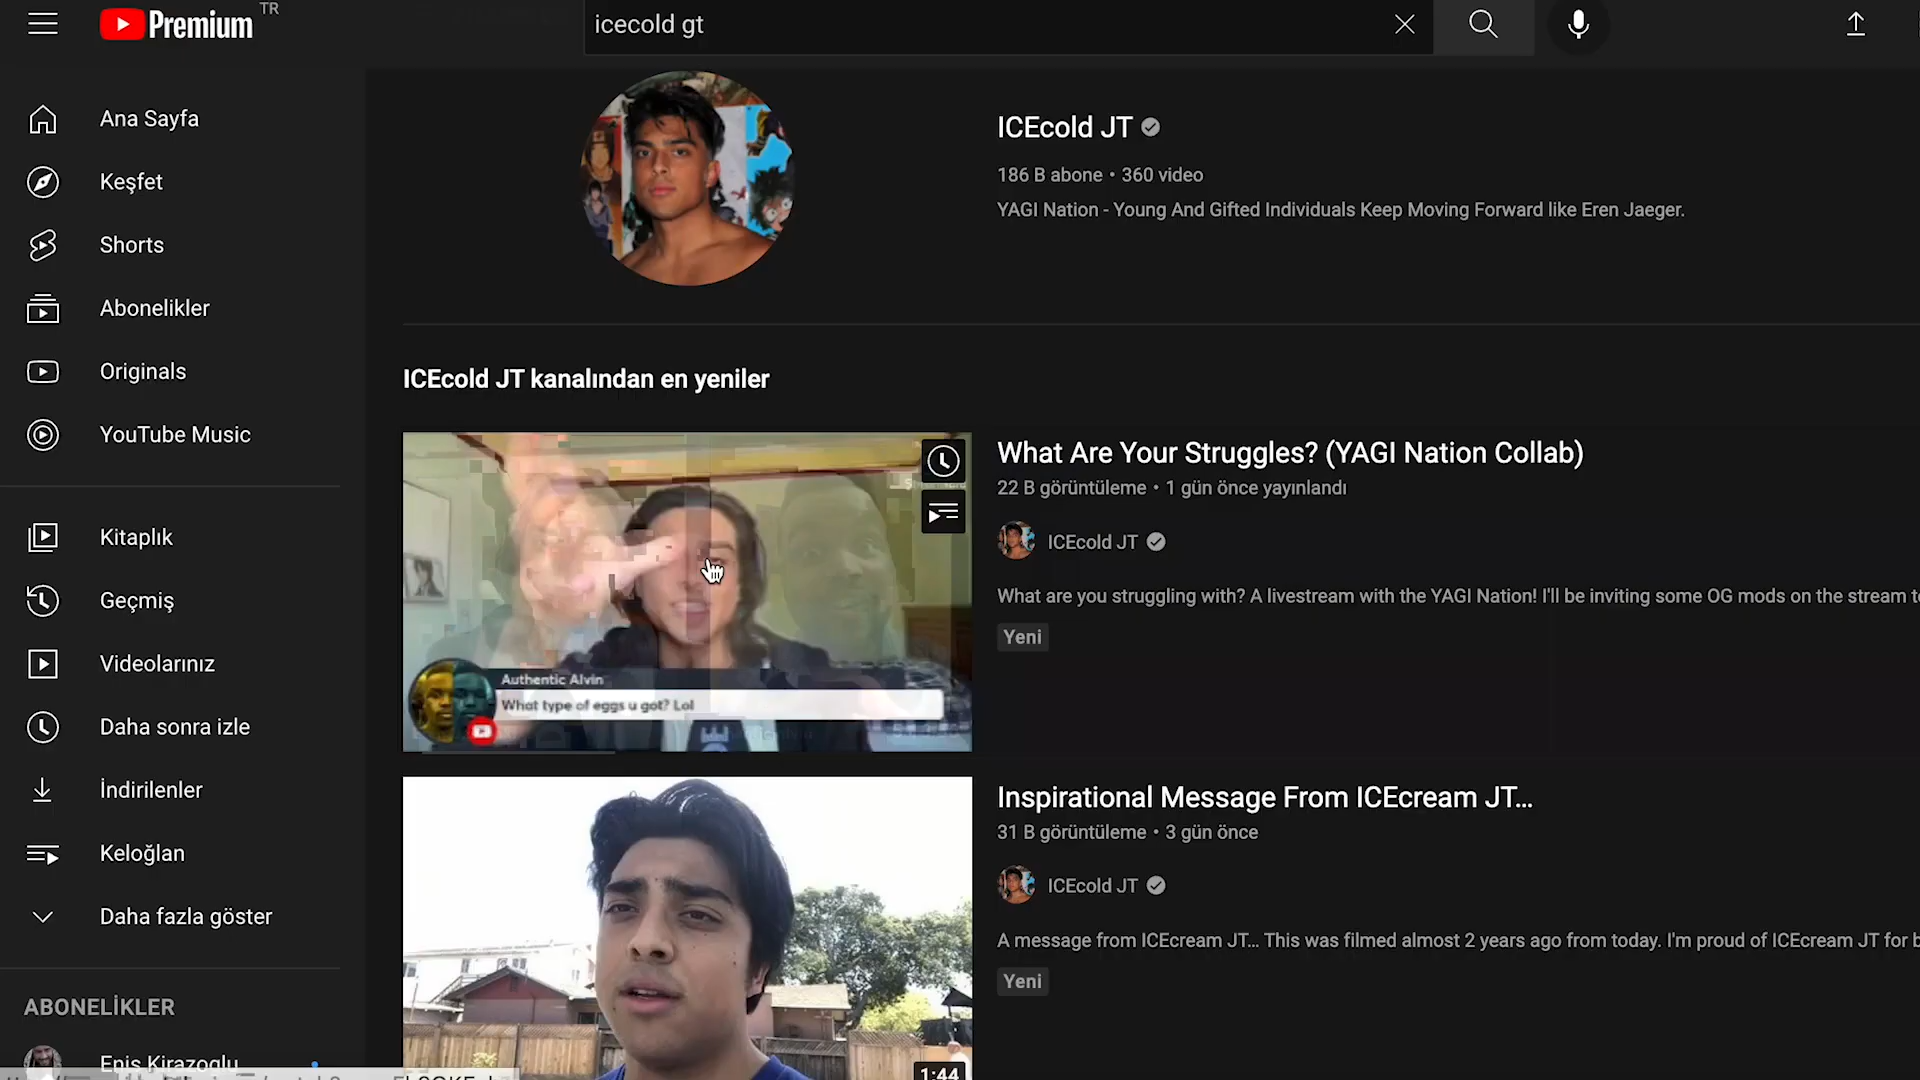 Premium TR
icecold gt
Ana Sayfa
Keşfet
Shorts
Abonelikler
Originals
YouTube Music
Kitaplık
Geçmiş
Videolarınız
Daha sonra izle
İndirilenler
Keloğlan
Daha fazla göster
ABONELİKLER
Enis Kirazoglu
ICEcold JT
186 B abone • 360 video
YAGI Nation - Young And Gifted Individuals Keep Moving Forward like Eren Jaeger.
ICEcold JT kanalından en yeniler
Authentic Alvin
What type of eggs u got? Lol
What Are Your Struggles? (YAGI Nation Collab)
22 B görüntüleme • 1 gün önce yayınlandı
ICEcold JT
What are you struggling with? A livestream with the YAGI Nation! I'll be inviting some OG mods on the stream
Yeni
1:44
Inspirational Message From ICEcream JT...
31 B görüntüleme • 3 gün önce
ICEcold JT
A message from ICEcream JT... This was filmed almost 2 years ago from today. I'm proud of ICEcream JT for
Yeni